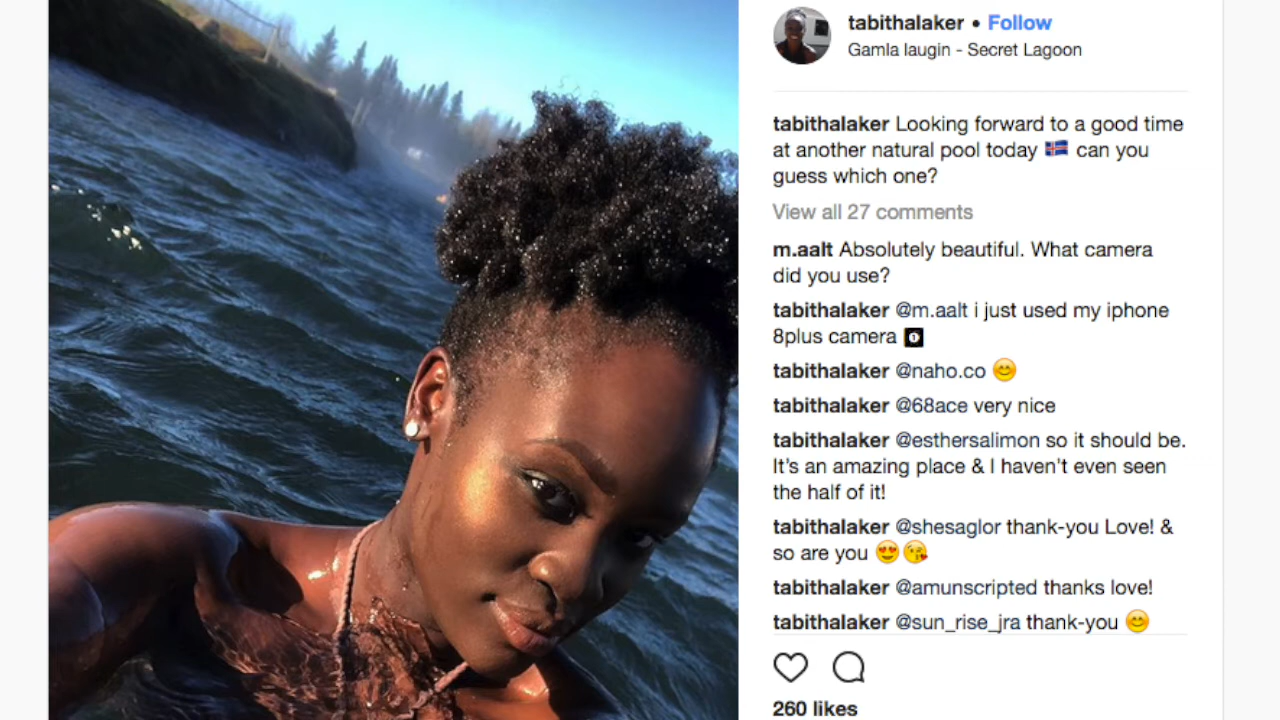 tabithalaker • Follow
Gamla laugin - Secret Lagoon
tabithalaker Looking forward to a good time
at another natural pool today 🇮🇸 can you
guess which one?
View all 27 comments
m.aalt Absolutely beautiful. What camera
did you use?
tabithalaker @m.aalt i just used my iphone
8plus camera
tabithalaker @naho.co 😊
tabithalaker @68ace very nice
tabithalaker @esthersalimon so it should be.
It's an amazing place & I haven't even seen
the half of it!
tabithalaker @shesaglor thank-you Love! &
so are you 😍😘
tabithalaker @amunscripted thanks love!
tabithalaker @sun_rise_jra thank-you 😊
260 likes